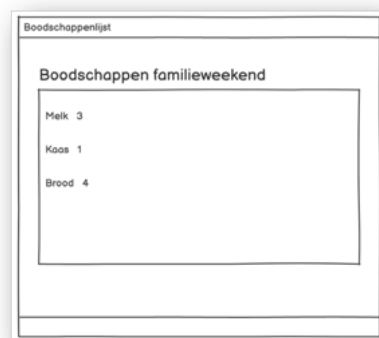 Boodschappenlijst
Boodschappen familieweekend
Melk 3
Kaas 1
Brood 4